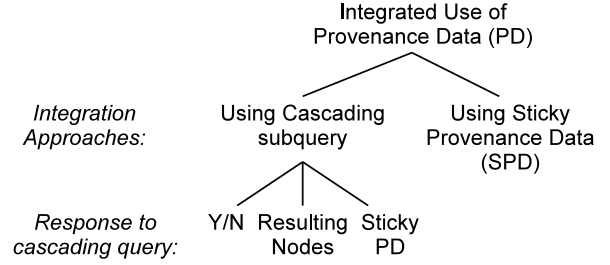 Integrated Use of
Provenance Data (PD)
Integration
Approaches:
Using Cascading
subquery
Using Sticky
Provenance Data
(SPD)
Response to
cascading query:
Y/N
Resulting
Nodes
Sticky
PD